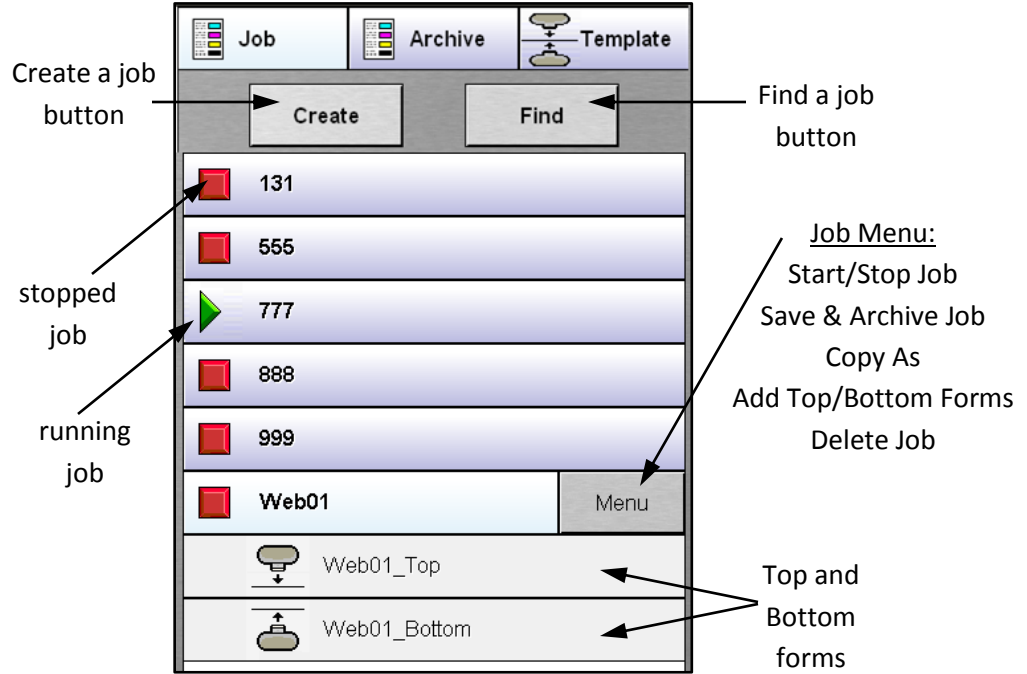 Job
Archive
Template
Create a job
button
Create
Find
Find a job
button
131
555
777
888
999
Web01
Menu
Web01_Top
Web01_Bottom
stopped
job
running
job
Job Menu:
Start/Stop Job
Save & Archive Job
Copy As
Add Top/Bottom Forms
Delete Job
Top and
Bottom
forms